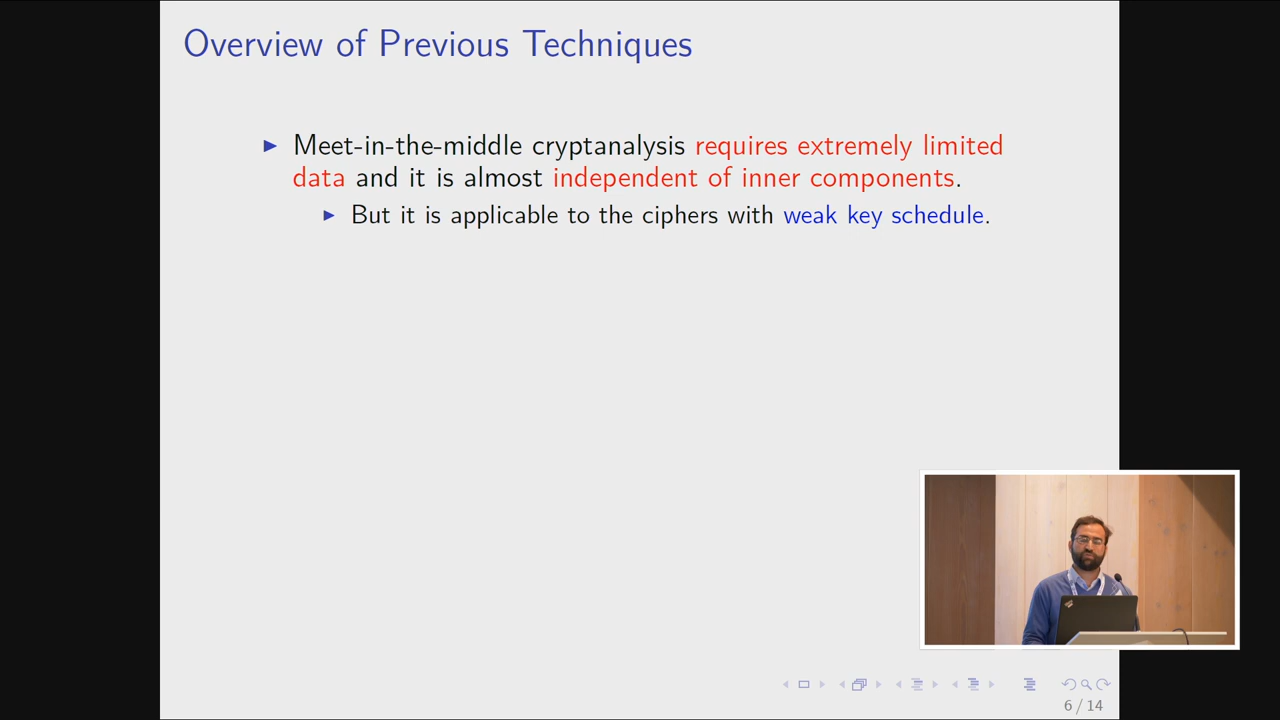 Overview of Previous Techniques
Meet-in-the-middle cryptanalysis requires extremely limited
data and it is almost independent of inner components.
But it is applicable to the ciphers with weak key schedule.
6 / 14